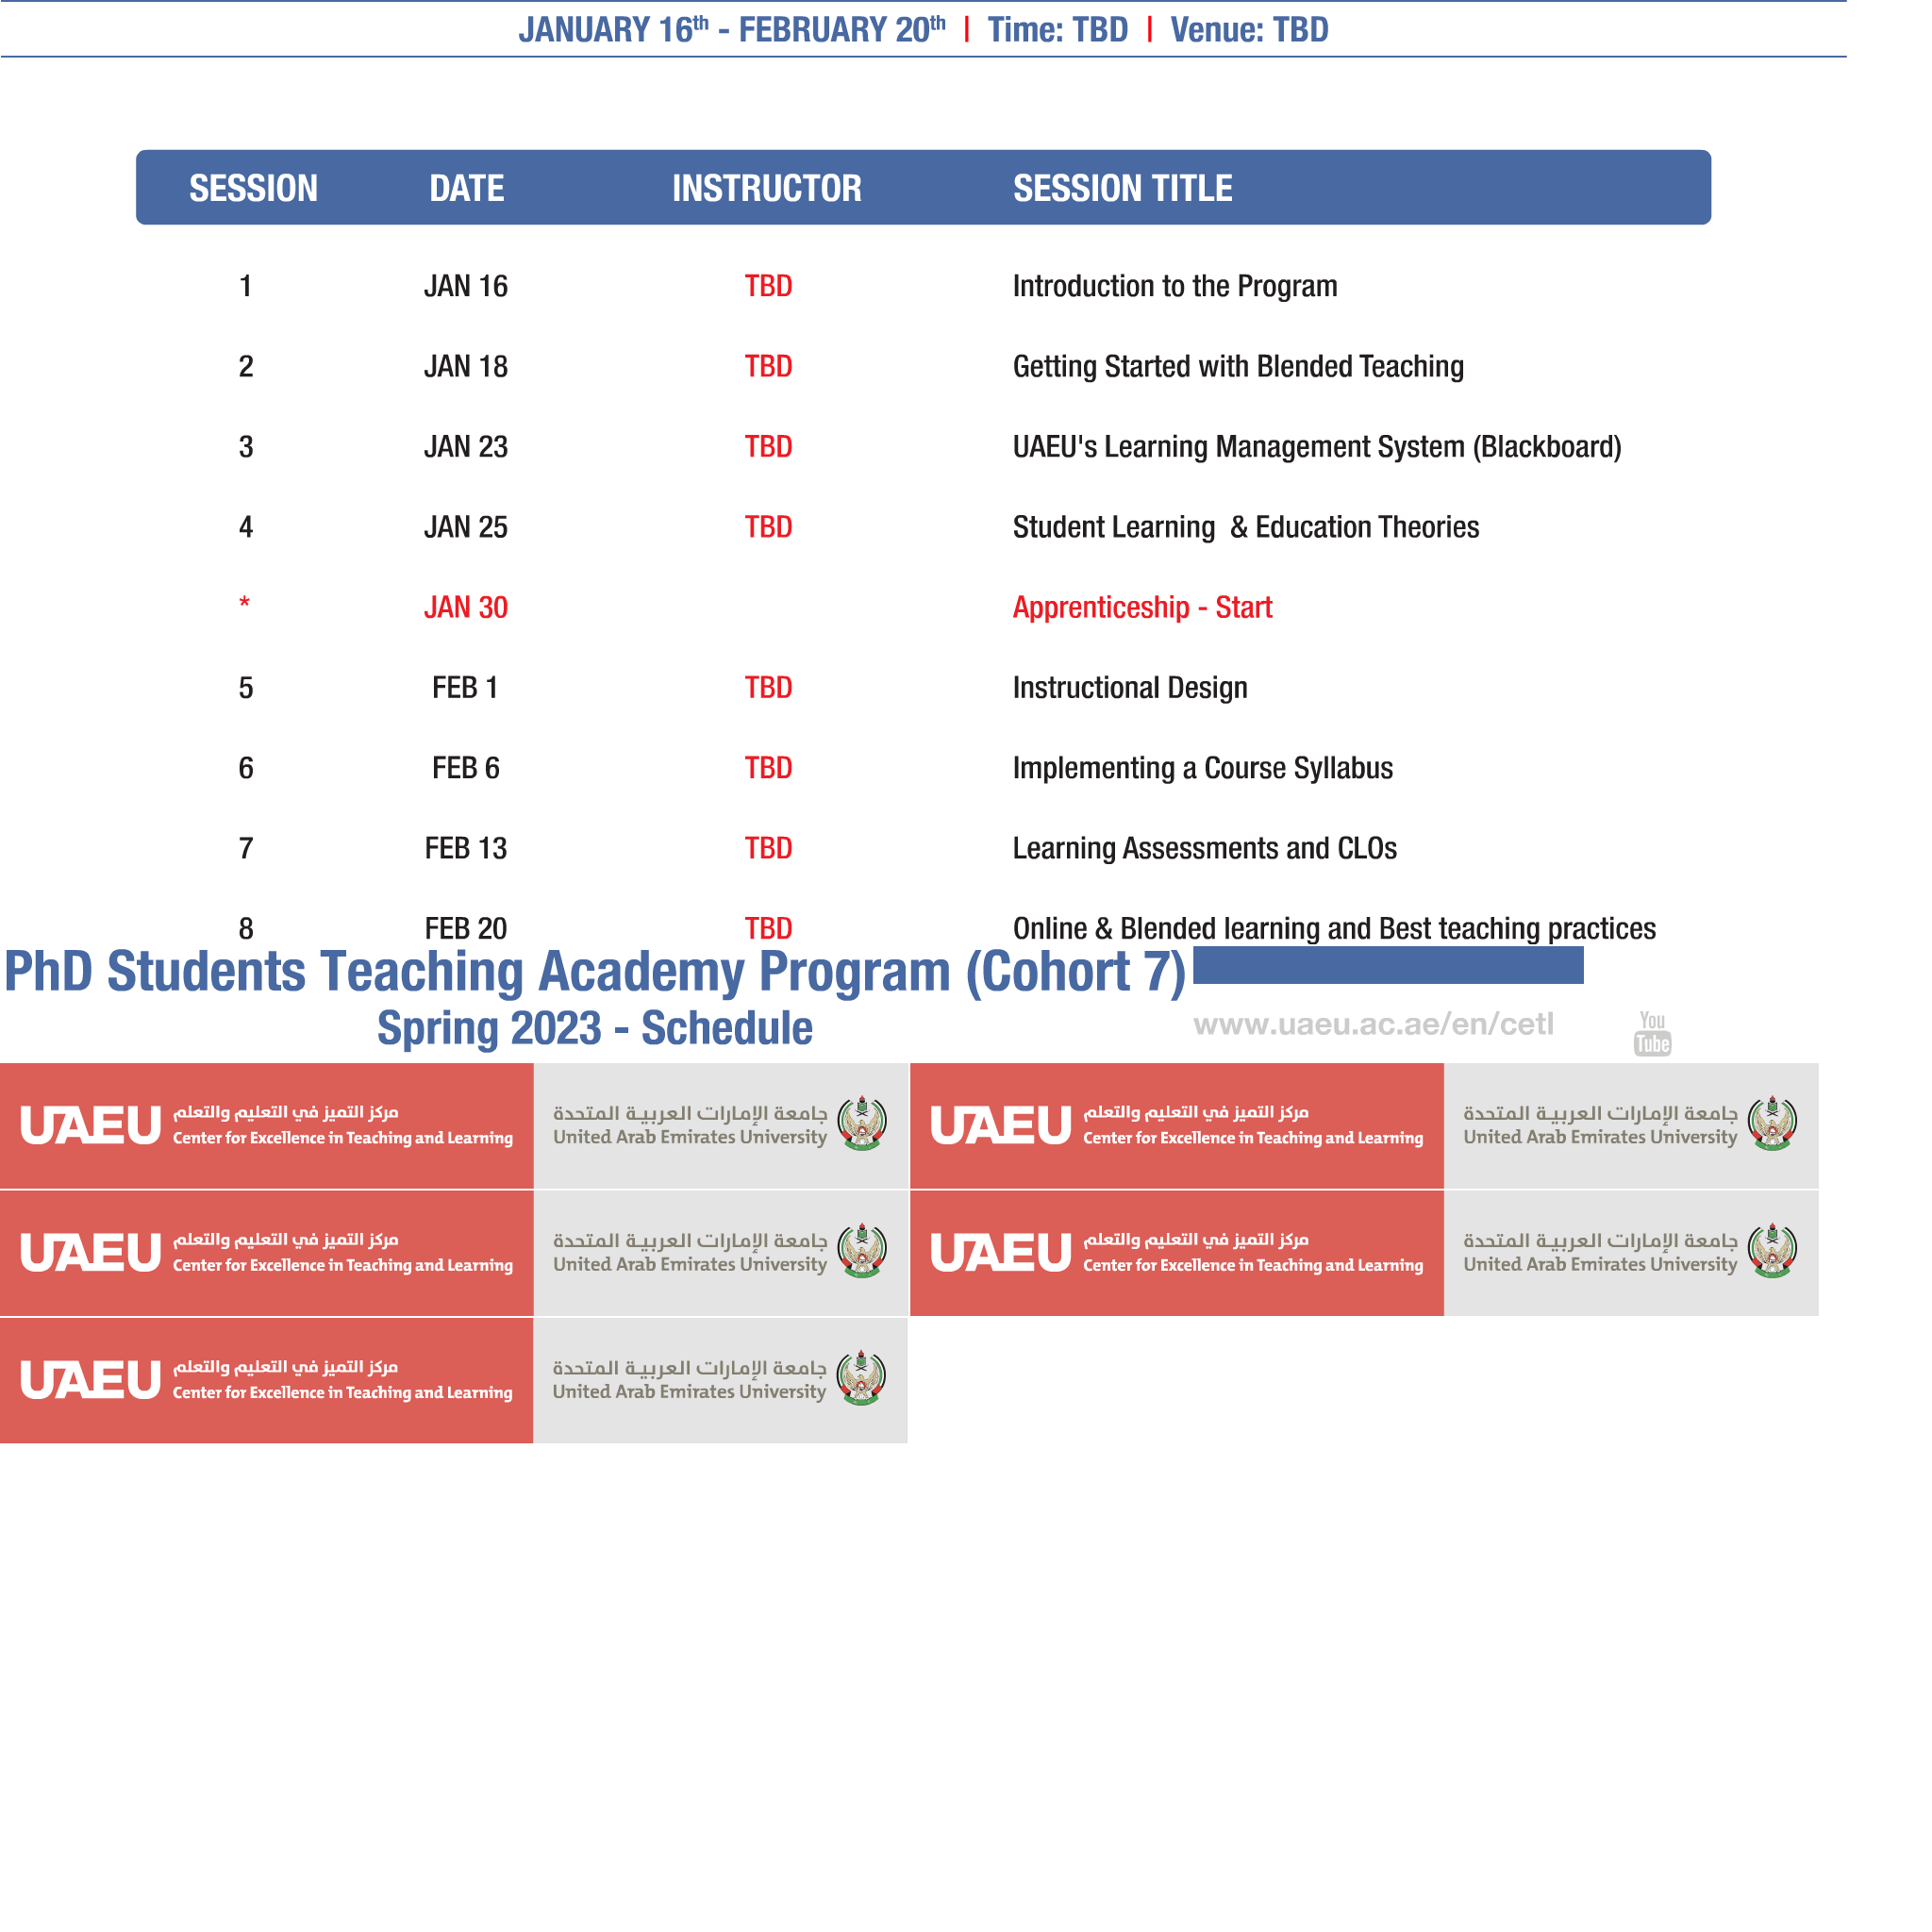 JANUARY 16th - FEBRUARY 20th | Time: TBD | Venue: TBD
SESSION DATE INSTRUCTOR SESSION TITLE
1 JAN 16 TBD Introduction to the Program
2 JAN 18 TBD Getting Started with Blended Teaching
3 JAN 23 TBD UAEU's Learning Management System (Blackboard)
4 JAN 25 TBD Student Learning & Education Theories
* JAN 30 Apprenticeship - Start
5 FEB 1 TBD Instructional Design
6 FEB 6 TBD Implementing a Course Syllabus
7 FEB 13 TBD Learning Assessments and CLOs
8 FEB 20 TBD Online & Blended learning and Best teaching practices
PhD Students Teaching Academy Program (Cohort 7)
Spring 2023 - Schedule
www.uaeu.ac.ae/en/cetl
You
Tube
UAEU
مركز التميز في التعليم والتعلم
Center for Excellence in Teaching and Learning
جامعة الإمارات العربية المتحدة
United Arab Emirates University
UAEU
مركز التميز في التعليم والتعلم
Center for Excellence in Teaching and Learning
جامعة الإمارات العربية المتحدة
United Arab Emirates University
UAEU
مركز التميز في التعليم والتعلم
Center for Excellence in Teaching and Learning
جامعة الإمارات العربية المتحدة
United Arab Emirates University
UAEU
مركز التميز في التعليم والتعلم
Center for Excellence in Teaching and Learning
جامعة الإمارات العربية المتحدة
United Arab Emirates University
UAEU
مركز التميز في التعليم والتعلم
Center for Excellence in Teaching and Learning
جامعة الإمارات العربية المتحدة
United Arab Emirates University